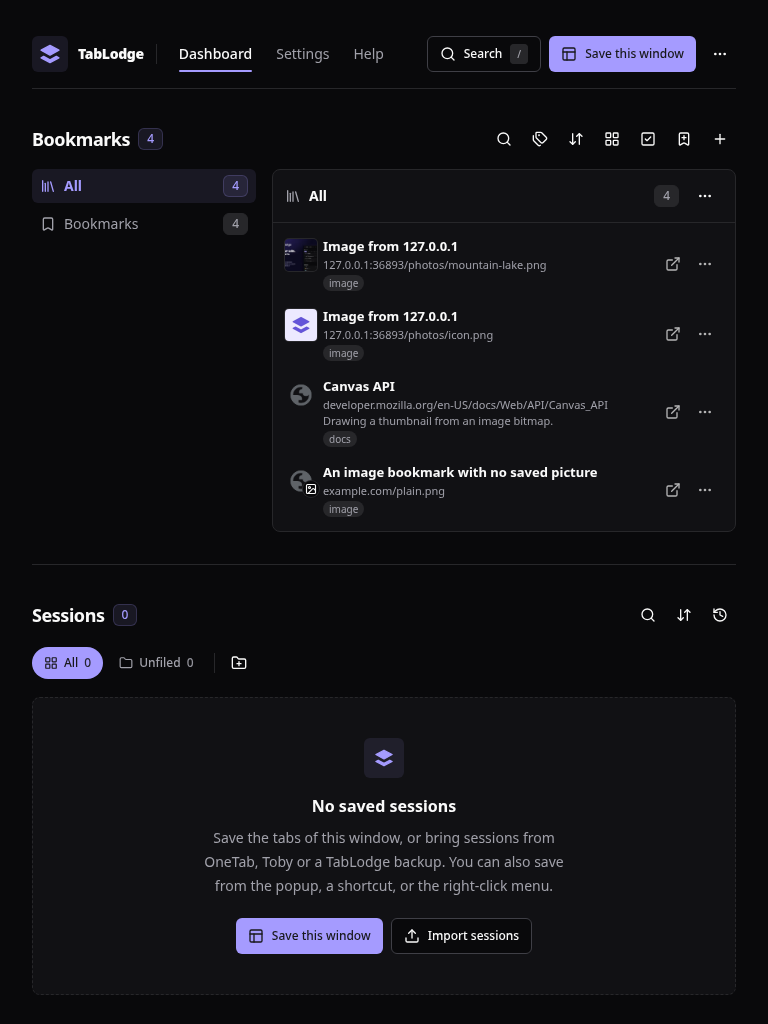 TabLodge
Dashboard
Settings
Help
Search /
Save this window
Bookmarks 4
All 4
Bookmarks 4
All 4
Image from 127.0.0.1
127.0.0.1:36893/photos/mountain-lake.png
image
Image from 127.0.0.1
127.0.0.1:36893/photos/icon.png
image
Canvas API
developer.mozilla.org/en-US/docs/Web/API/Canvas_API
Drawing a thumbnail from an image bitmap.
docs
An image bookmark with no saved picture
example.com/plain.png
image
Sessions 0
All 0
Unfiled 0
No saved sessions
Save the tabs of this window, or bring sessions from
OneTab, Toby or a TabLodge backup. You can also save
from the popup, a shortcut, or the right-click menu.
Save this window
Import sessions